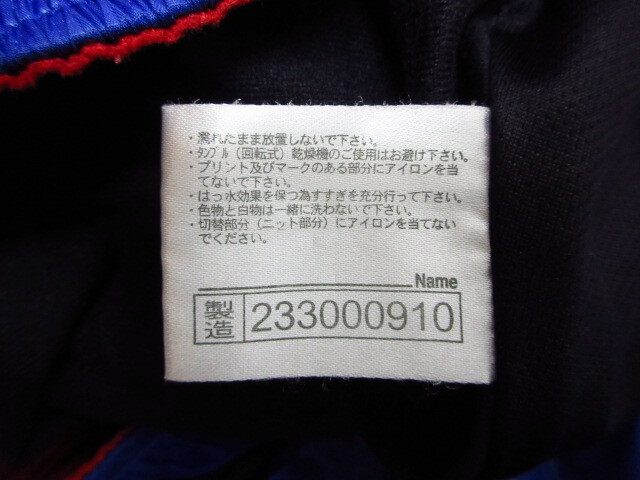 ・濡れたまま放置しないで下さい。
・ﾀﾝﾌﾞﾙ（回転式）乾燥機のご使用はお避け下さい。
・プリント及びマークのある部分にアイロンを当
てないで下さい。
・はっ水効果を保つ為すすぎを充分行って下さい。
・色物と白物は一緒に洗わないで下さい。
・切替部分（ニット部分）にアイロンを当てない
でください。
Name
製造 233000910